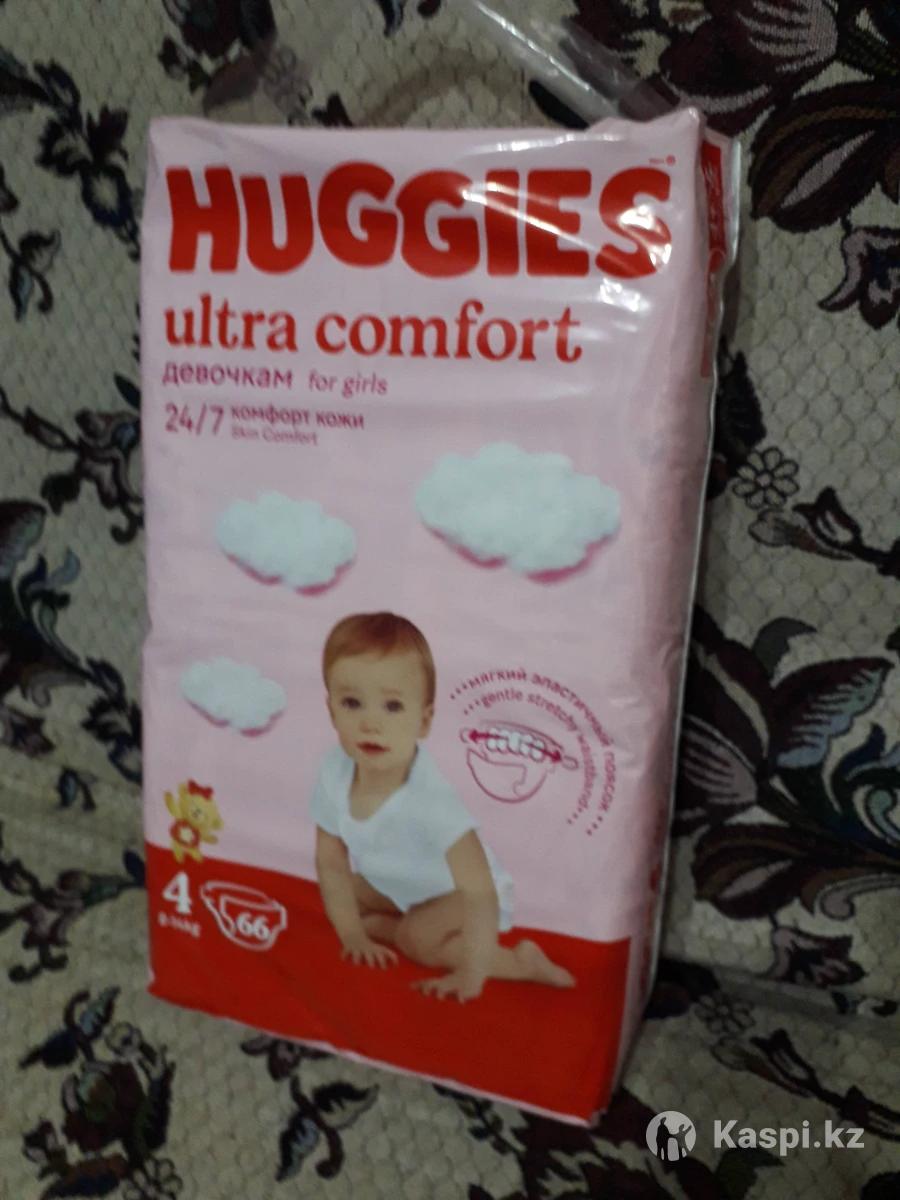 HUGGIES
ultra comfort
девочкам for girls
24/7 комфорт кожи
Skin Comfort
мягкий эластичный поясок
gentle stretchy waistband
4
66
Kaspi.kz